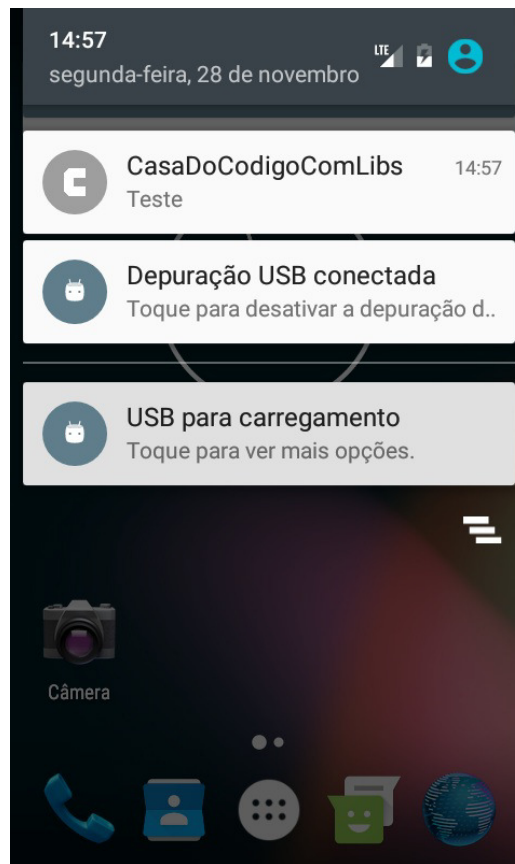 14:57
segunda-feira, 28 de novembro
LTE
CasaDoCodigoComLibs 14:57
Teste
Depuração USB conectada
Toque para desativar a depuração d..
USB para carregamento
Toque para ver mais opções.
Câmera